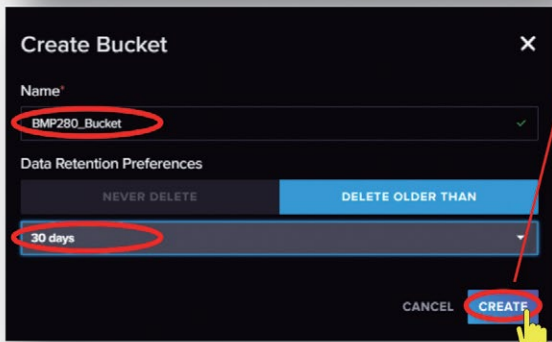 Create Bucket
Name*
BMP280_Bucket
Data Retention Preferences
NEVER DELETE DELETE OLDER THAN
30 days
CANCEL CREATE